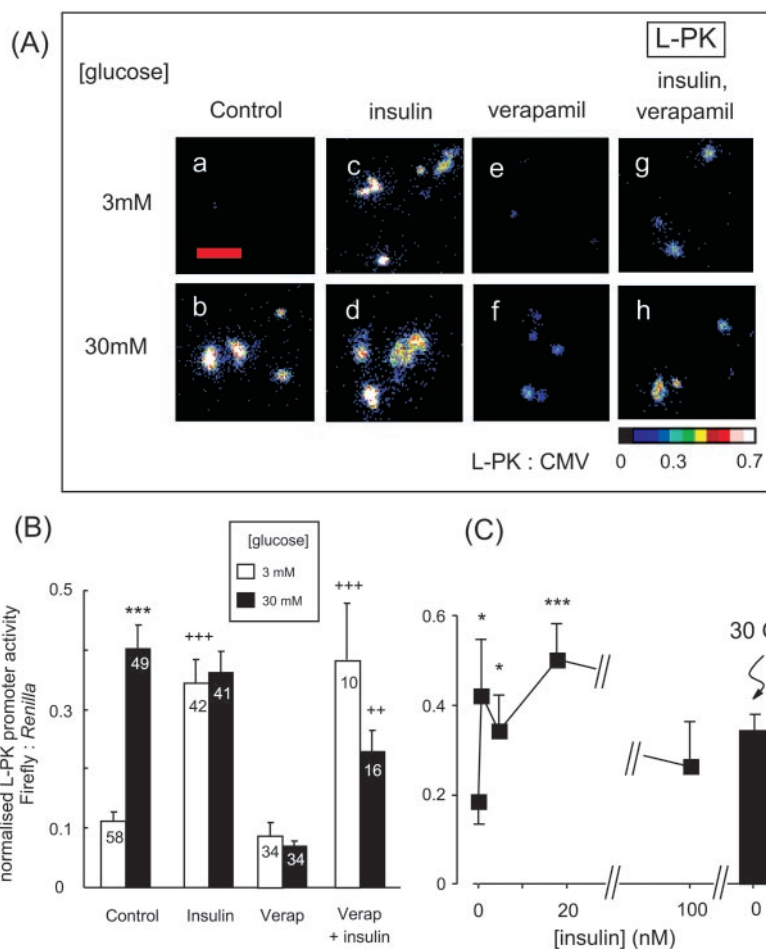 (A)
L-PK
[glucose]
insulin,
Control insulin verapamil verapamil
a c e g
3mM
b d f h
30mM
L-PK : CMV 0 0.3 0.7
(B)
[glucose]
3 mM
30 mM
normalised L-PK promoter activity
Firefly : Renilla
0.5
0.3
0.1
0
*** +++ +++ ++
58 49 42 41 34 34 10 16
Control Insulin Verap Verap
+ insulin
(C)
0.6
0.4
0.2
0
* * ***
30
0 20 100 0
[insulin] (nM)